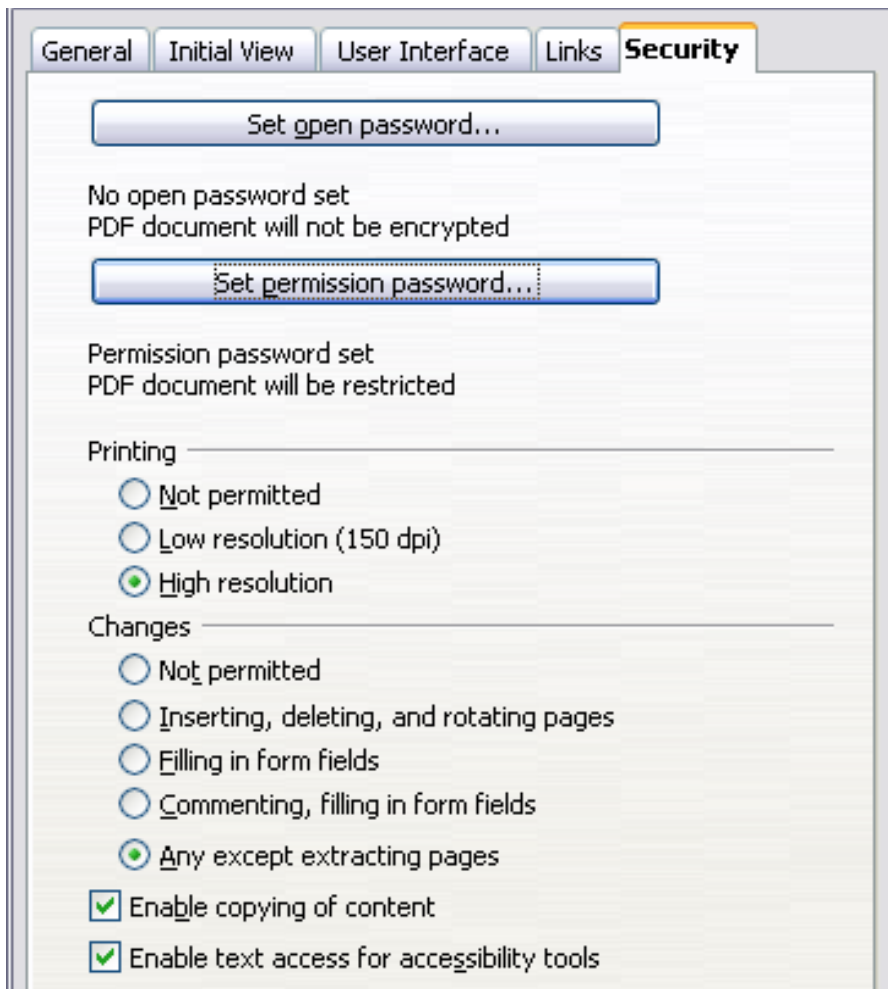 General Initial View User Interface Links Security
Set open password...
No open password set
PDF document will not be encrypted
Set permission password...
Permission password set
PDF document will be restricted
Printing
Not permitted
Low resolution (150 dpi)
High resolution
Changes
Not permitted
Inserting, deleting, and rotating pages
Filling in form fields
Commenting, filling in form fields
Any except extracting pages
Enable copying of content
Enable text access for accessibility tools